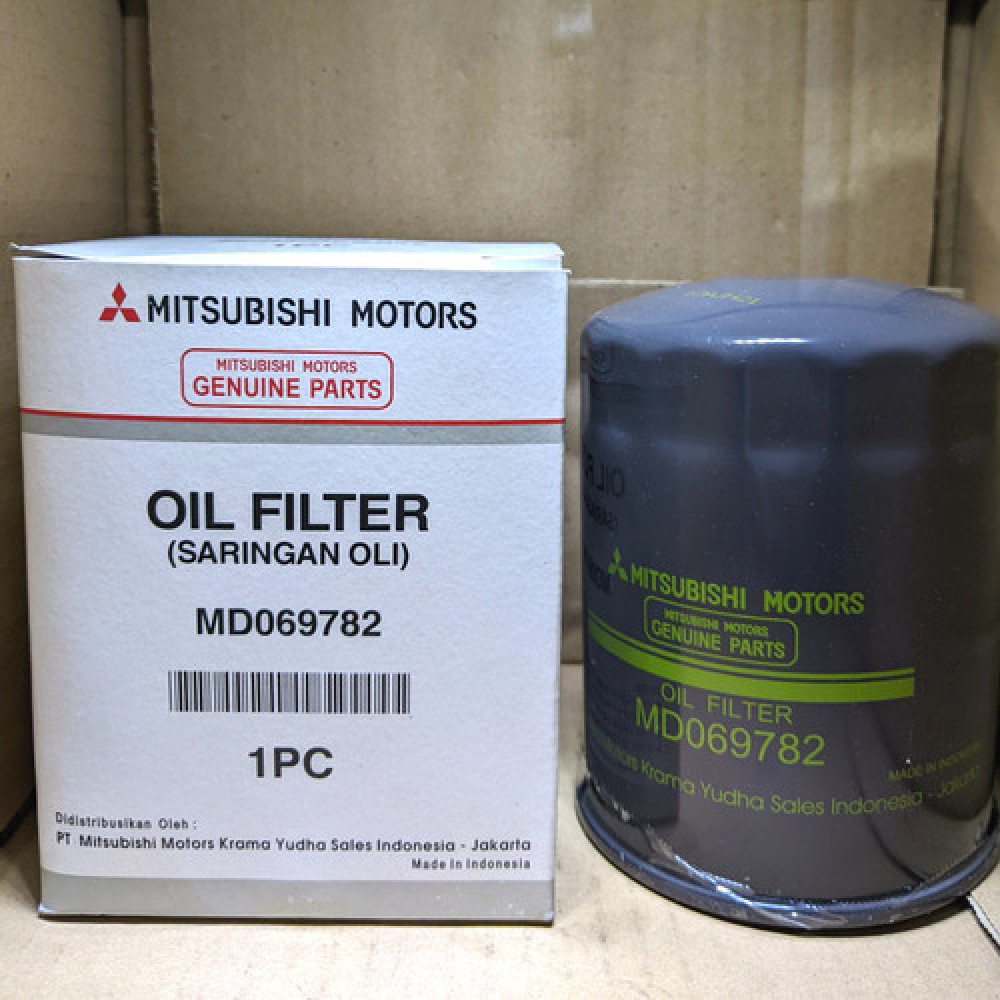 MITSUBISHI MOTORS
MITSUBISHI MOTORS
GENUINE PARTS
OIL FILTER
(SARINGAN OLI)
MD069782
1PC
Didistribusikan Oleh :
PT. Mitsubishi Motors Krama Yudha Sales Indonesia - Jakarta
Made In Indonesia
MITSUBISHI MOTORS
MITSUBISHI MOTORS
GENUINE PARTS
OIL FILTER
MD069782
MADE IN INDONESIA
Krama Yudha Sales Indonesia - Jakarta